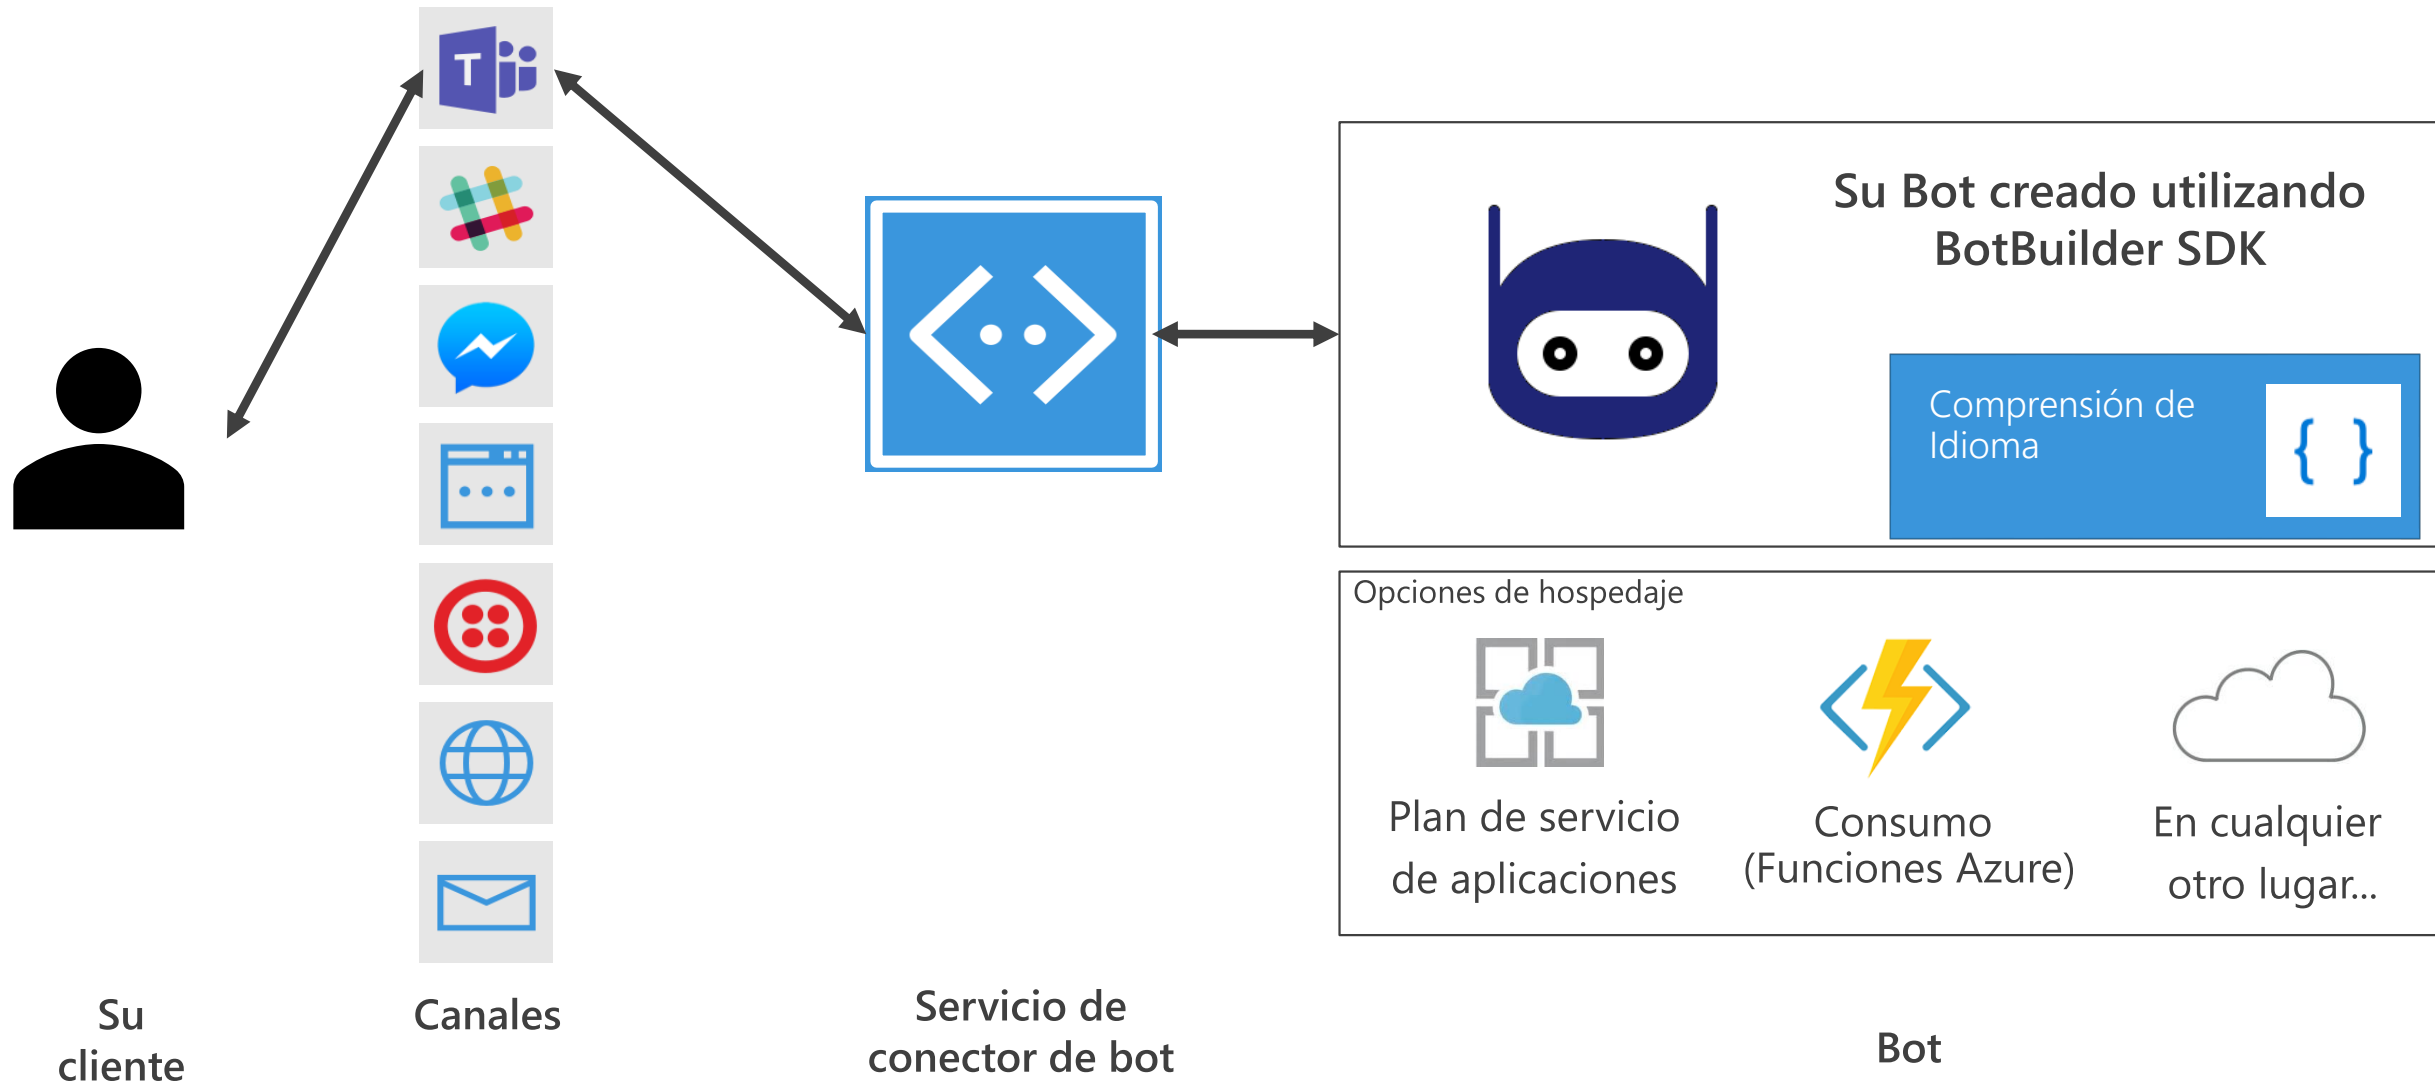 T
Su Bot creado utilizando
BotBuilder SDK
Comprensión de
Idioma
{ }
Opciones de hospedaje
Plan de servicio
de aplicaciones
Consumo
(Funciones Azure)
En cualquier
otro lugar...
Su
cliente
Canales
Servicio de
conector de bot
Bot